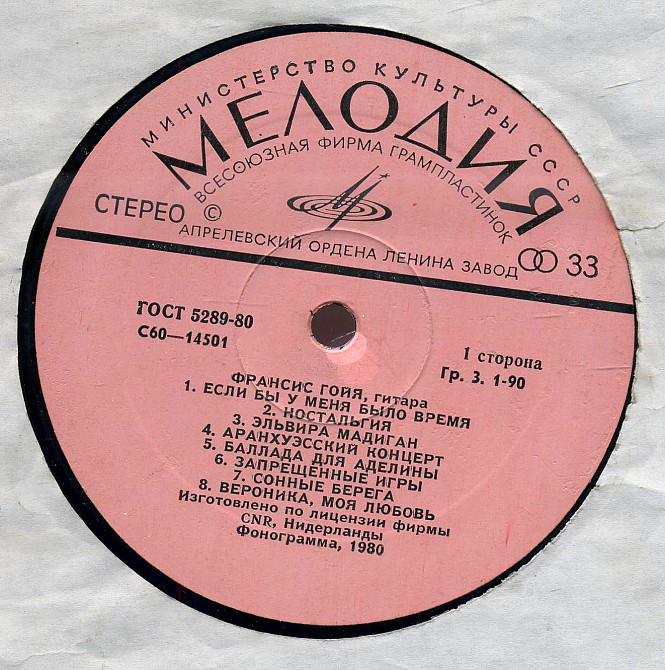 МИНИСТЕРСТВО КУЛЬТУРЫ СССР
МЕЛОДИЯ
ВСЕСОЮЗНАЯ ФИРМА ГРАМПЛАСТИНОК
СТЕРЕО ©
АПРЕЛЕВСКИЙ ОРДЕНА ЛЕНИНА ЗАВОД
33
ГОСТ 5289-80
С60—14501
1 сторона
Гр. 3. 1-90
ФРАНСИС ГОЙЯ, гитара
1. ЕСЛИ БЫ У МЕНЯ БЫЛО ВРЕМЯ
2. НОСТАЛЬГИЯ
3. ЭЛЬВИРА МАДИГАН
4. АРАНХУЭССКИЙ КОНЦЕРТ
5. БАЛЛАДА ДЛЯ АДЕЛИНЫ
6. ЗАПРЕЩЕННЫЕ ИГРЫ
7. СОННЫЕ БЕРЕГА
8. ВЕРОНИКА, МОЯ ЛЮБОВЬ
Изготовлено по лицензии фирмы
CNR, Нидерланды
Фонограмма, 1980